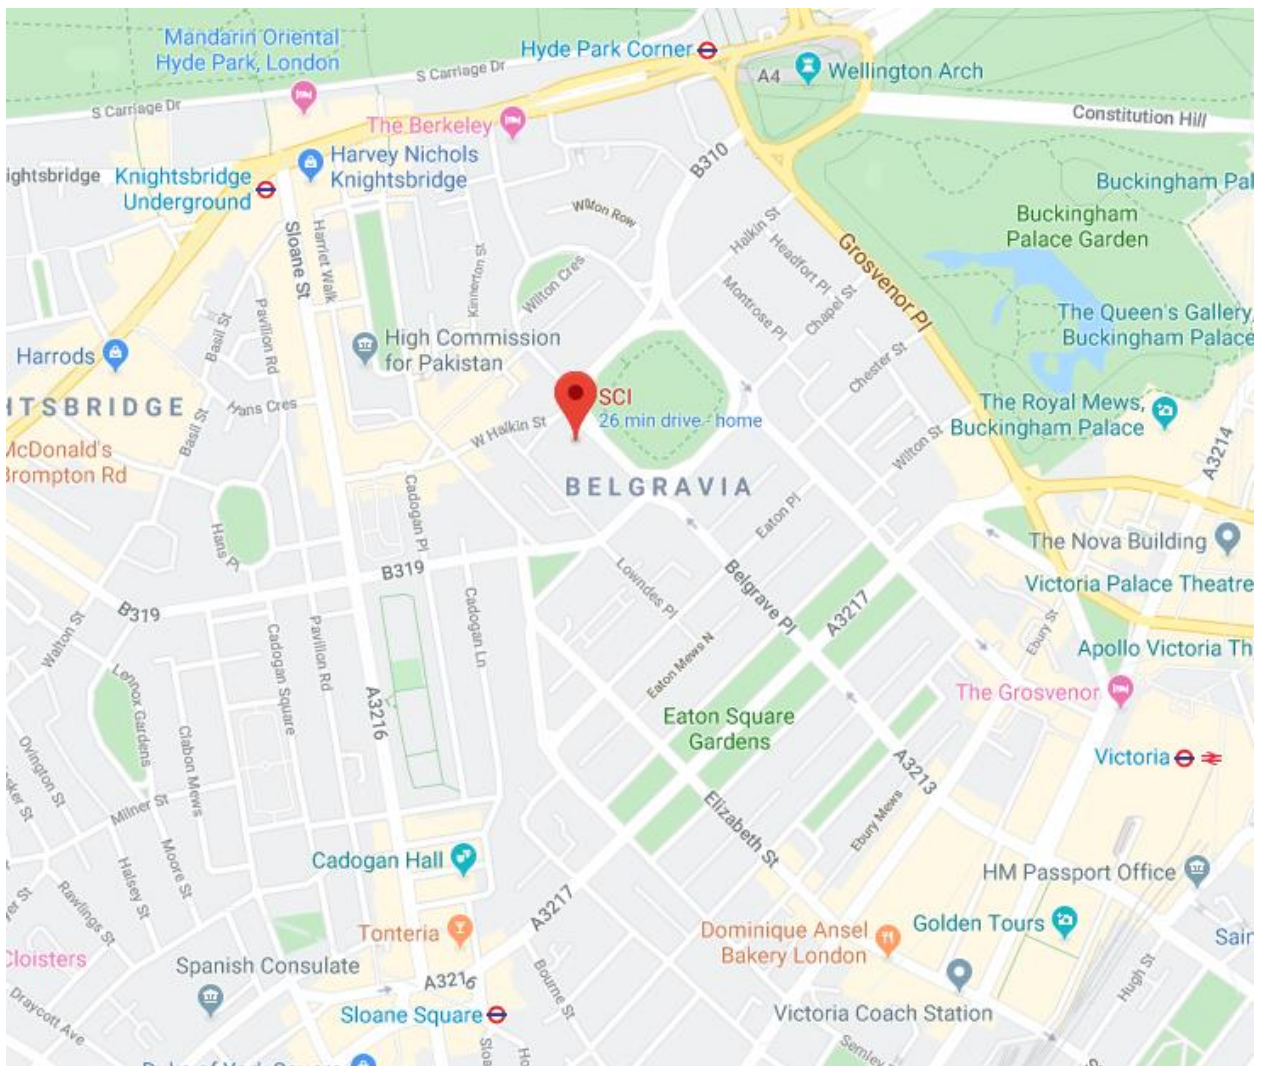 Mandarin Oriental
Hyde Park, London
Hyde Park Corner
A4
Wellington Arch
S Carriage Dr
S Carriage Dr
Constitution Hill
The Berkeley
B310
Harvey Nichols
Knightsbridge
ightsbridge
Knightsbridge
Underground
Buckingham Pal
Buckingham
Palace Garden
Wilton Row
Halkin St
Headfort Pl
Grosvenor Pl
Sloane St
Harriet Walk
Kinnerton St
Wilton Cres
Montrose Pl
Chapel St
The Queen's Gallery,
Buckingham Palace
Basil St
Pavilion Rd
High Commission
for Pakistan
Harrods
Chester St
SCI
26 min drive - home
HTSBRIDGE
Hans Cres
Basil St
W Halkin St
The Royal Mews,
Buckingham Palace
McDonald's
Brompton Rd
Wilton St
A3214
BELGRAVIA
Cadogan Pl
Eaton Pl
Hans Pl
The Nova Building
B319
Lowndes Pl
Belgrave Pl
A3217
Victoria Palace Theatre
B319
Walton St
Cadogan Ln
Pavilion Rd
Cadogan Square
Ebury St
Eaton Mews N
Apollo Victoria Th
Lennox Gardens
A3216
The Grosvenor
Eaton Square
Gardens
Clabon Mews
Ovington St
Victoria
A3213
sker St
Milner St
Elizabeth St
Ebury Mews
Cadogan Hall
HM Passport Office
Moore St
Halsey St
Rawlings St
A3217
Tonteria
Dominique Ansel
Bakery London
Golden Tours
Sain
Cloisters
Spanish Consulate
A3216
Bourne St
Hugh St
Draycott Ave
Sloane Square
Victoria Coach Station
Sloa
Semley